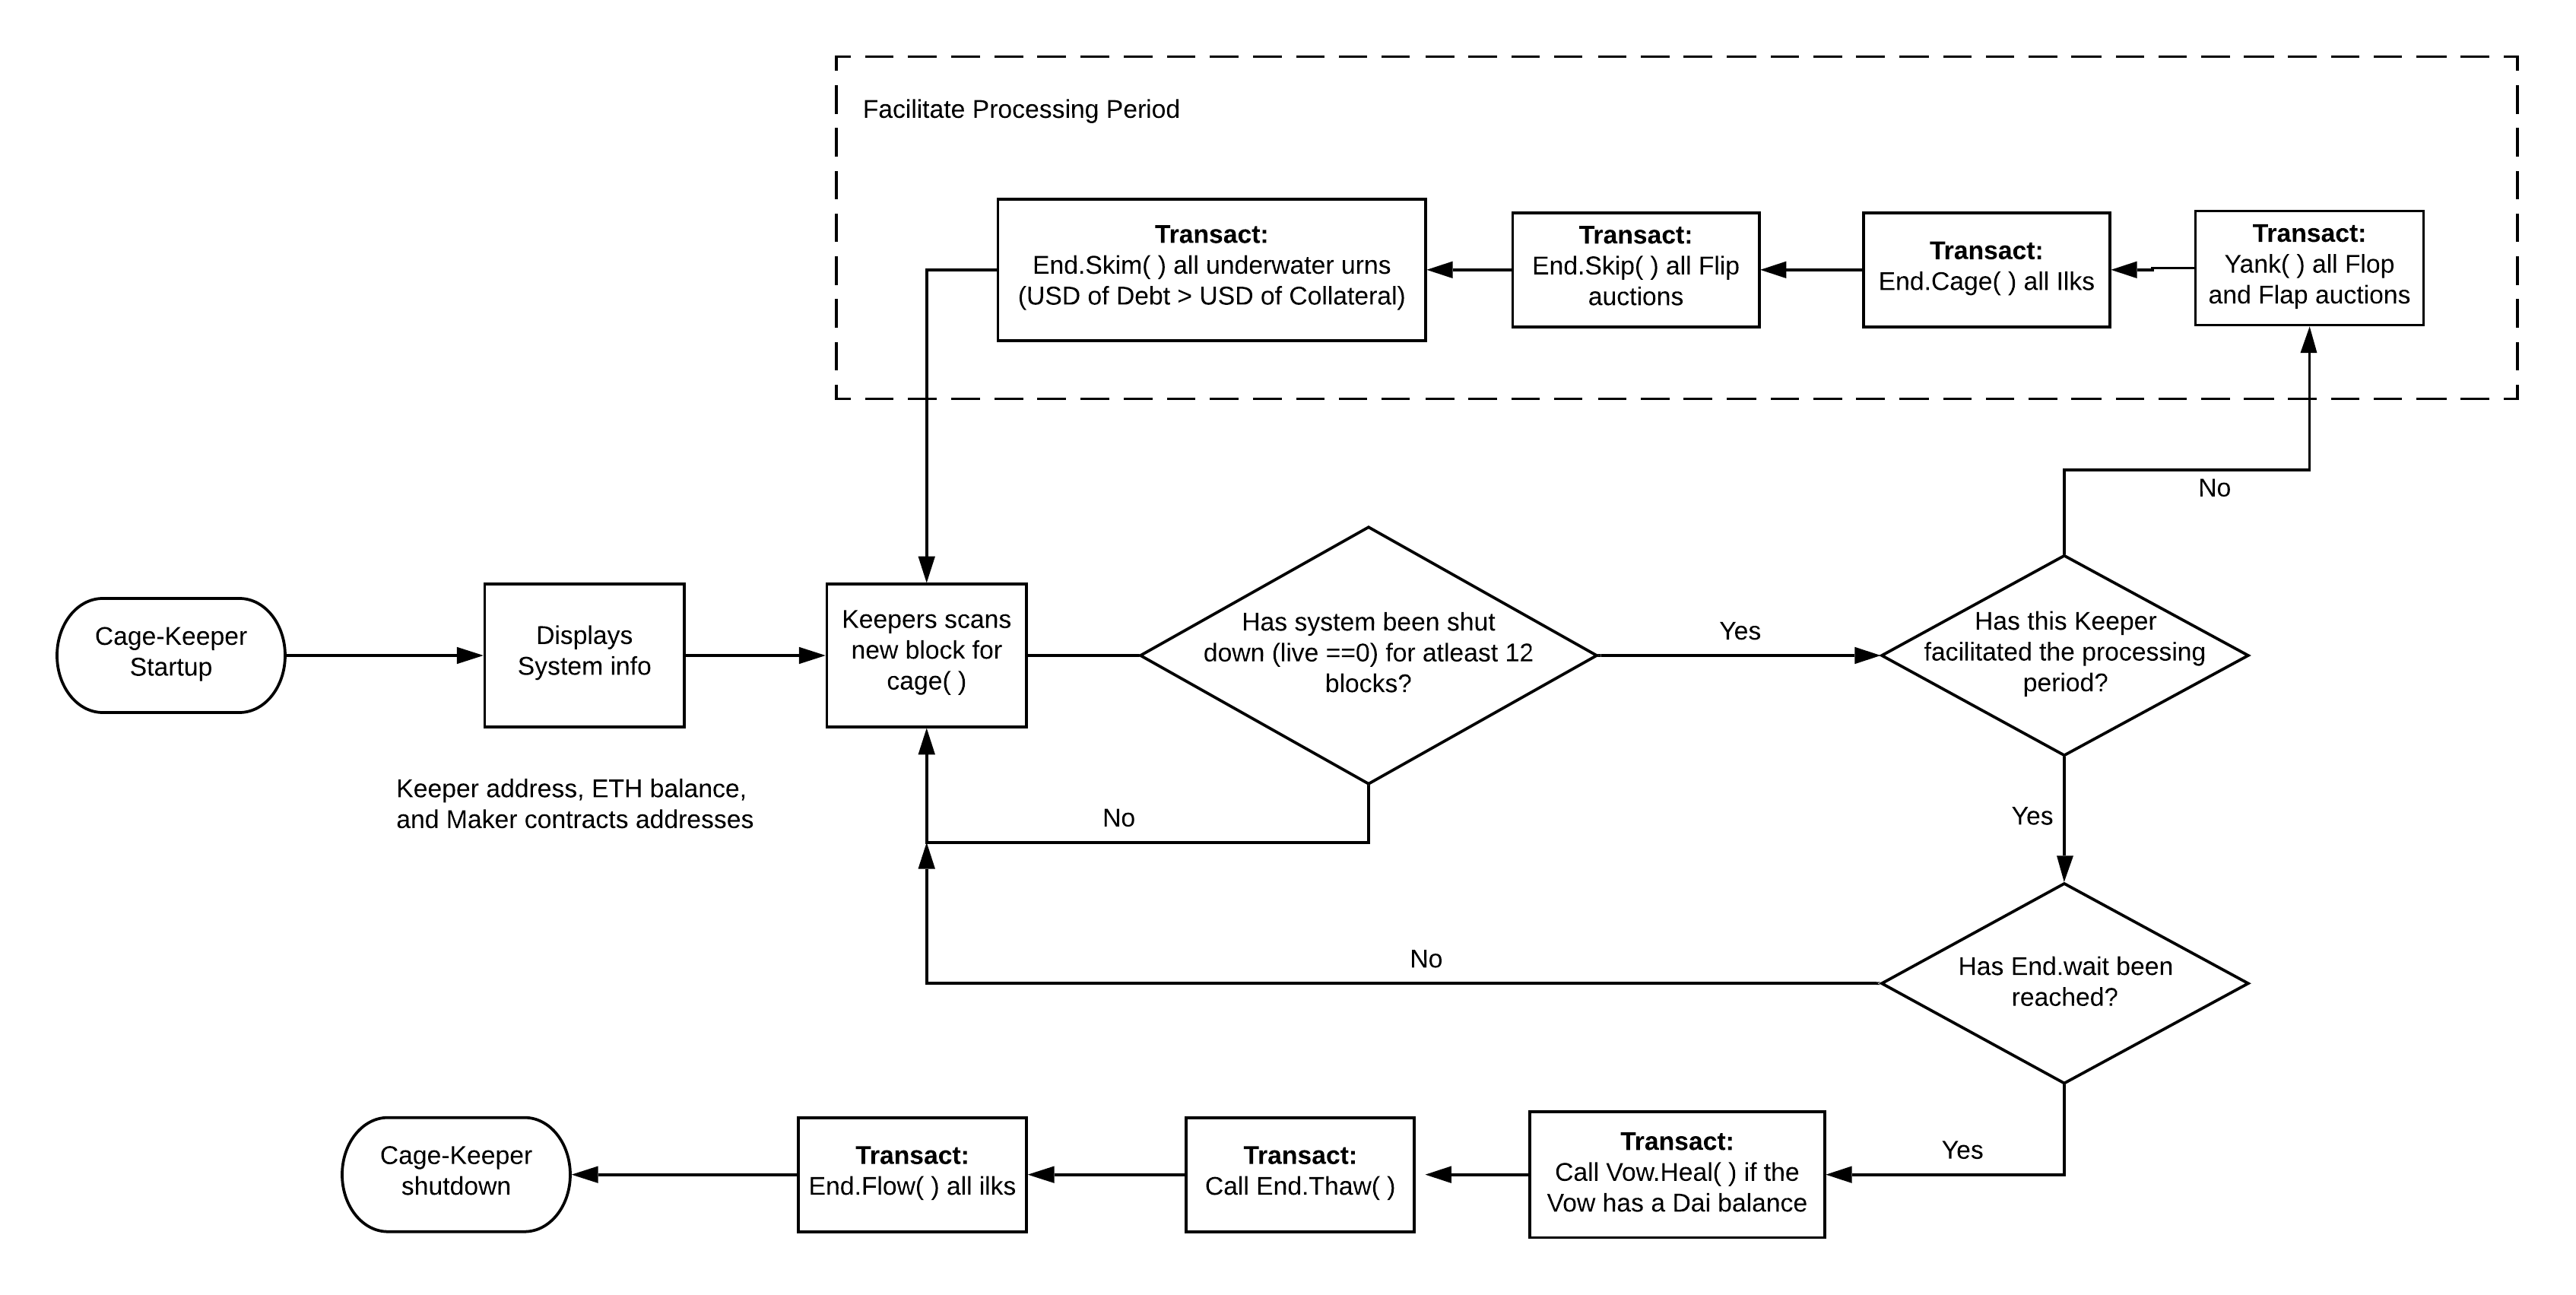 Facilitate Processing Period
Transact:
End.Skim( ) all underwater urns
(USD of Debt > USD of Collateral)
Transact:
End.Skip( ) all Flip
auctions
Transact:
End.Cage( ) all Ilks
Transact:
Yank( ) all Flop
and Flap auctions
No
Cage-Keeper
Startup
Displays
System info
Keepers scans
new block for
cage( )
Has system been shut
down (live ==0) for atleast 12
blocks?
Yes
Has this Keeper
facilitated the processing
period?
Keeper address, ETH balance,
and Maker contracts addresses
No
Yes
No
Has End.wait been
reached?
Cage-Keeper
shutdown
Transact:
End.Flow( ) all ilks
Transact:
Call End.Thaw( )
Transact:
Call Vow.Heal( ) if the
Vow has a Dai balance
Yes